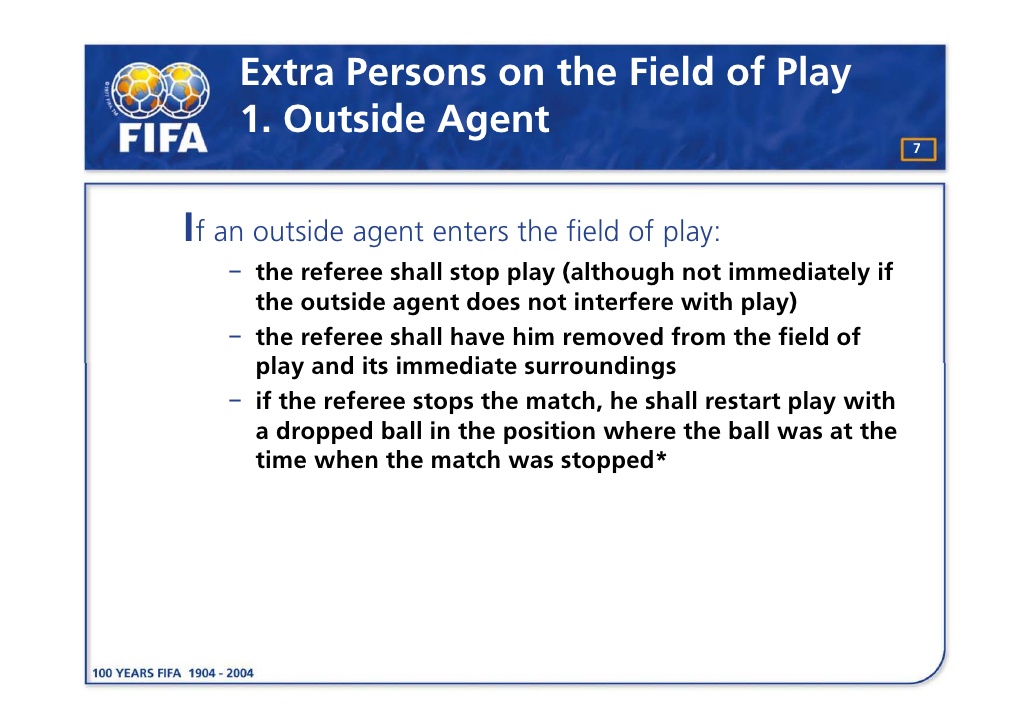 Extra Persons on the Field of Play
1. Outside Agent
FIFA
7
If an outside agent enters the field of play:
– the referee shall stop play (although not immediately if
the outside agent does not interfere with play)
– the referee shall have him removed from the field of
play and its immediate surroundings
– if the referee stops the match, he shall restart play with
a dropped ball in the position where the ball was at the
time when the match was stopped*
100 YEARS FIFA 1904 - 2004